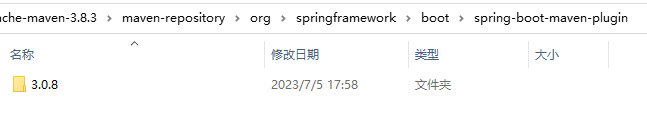 che-maven-3.8.3 > maven-repository > org > springframework > boot > spring-boot-maven-plugin
名称 修改日期 类型 大小
3.0.8 2023/7/5 17:58 文件夹